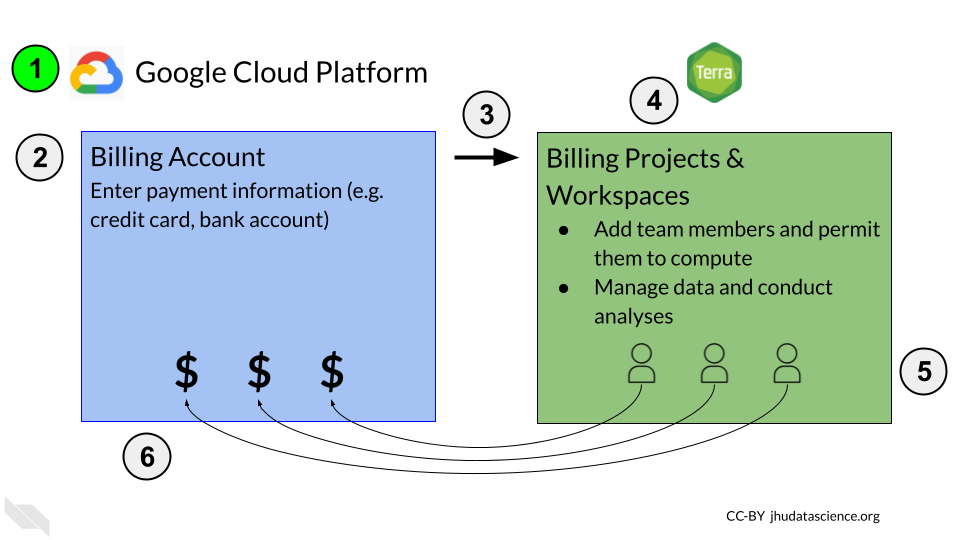 1
Google Cloud Platform
Terra
4
3
2
Billing Account
Enter payment information (e.g.
credit card, bank account)
Billing Projects &
Workspaces
● Add team members and permit
them to compute
● Manage data and conduct
analyses
$ $ $
5
6
CC-BY jhudatascience.org